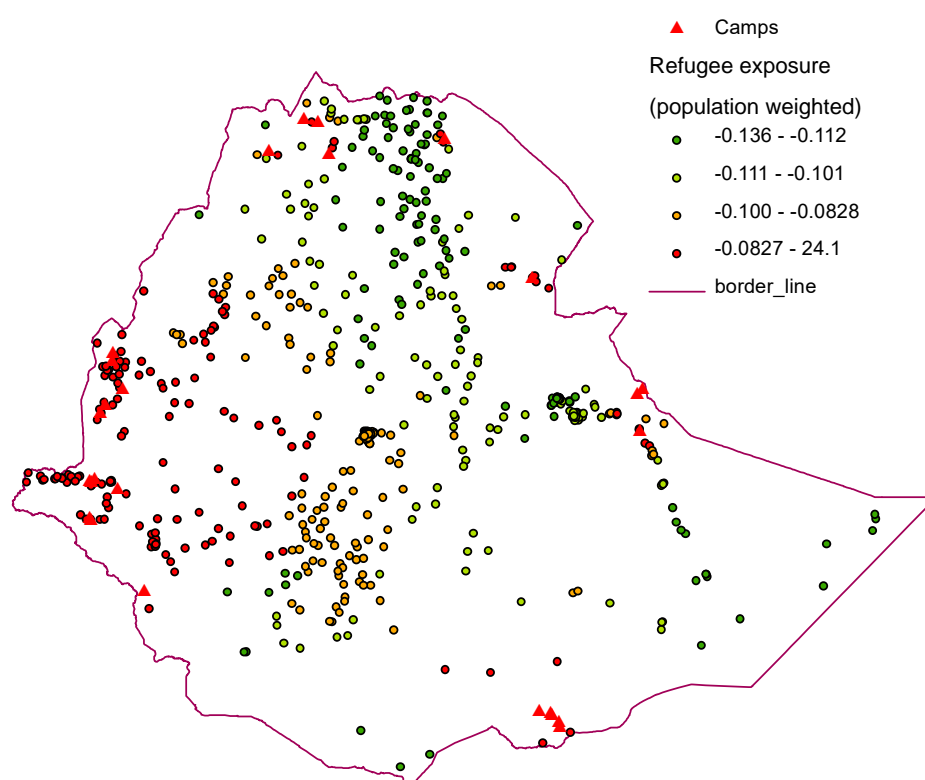 Camps
Refugee exposure
(population weighted)
-0.136 - -0.112
-0.111 - -0.101
-0.100 - -0.0828
-0.0827 - 24.1
border_line